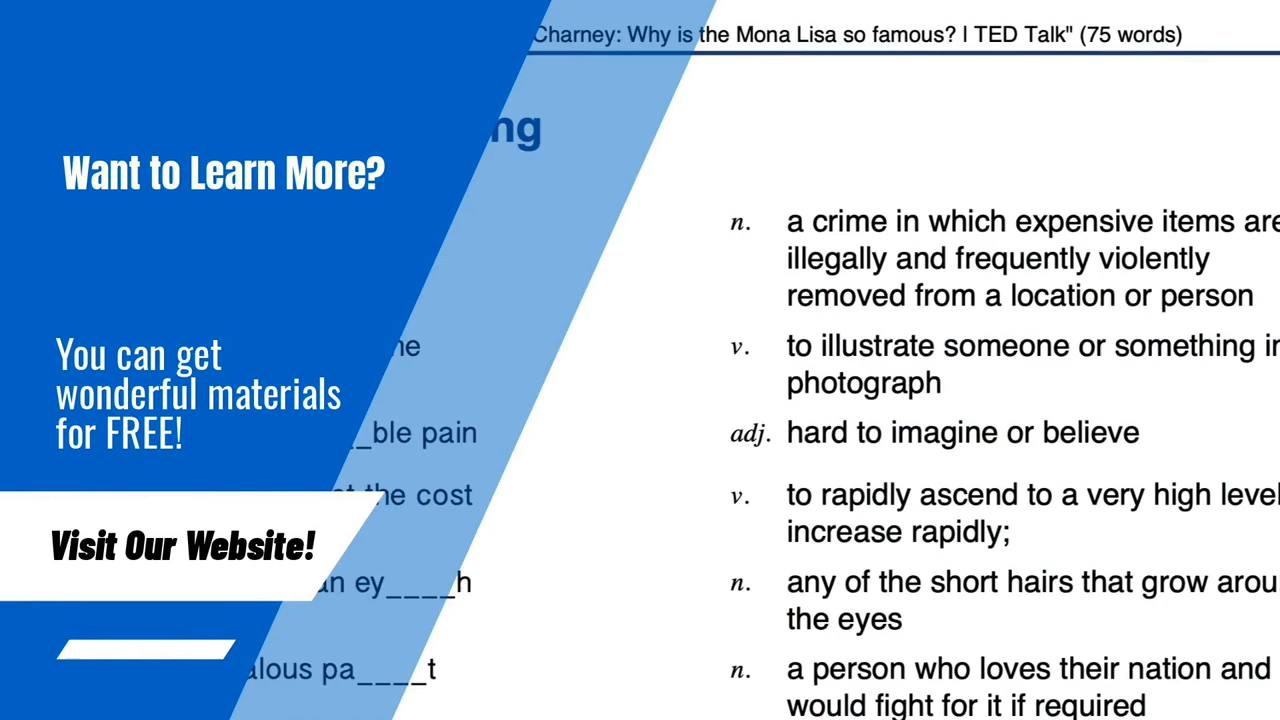 Charney: Why is the Mona Lisa so famous? | TED Talk" (75 words)
ng
Want to Learn More?
You can get
wonderful materials
for FREE!
Visit Our Website!
n. a crime in which expensive items are
illegally and frequently violently
removed from a location or person
ne
v. to illustrate someone or something in
photograph
__ble pain
adj. hard to imagine or believe
at the cost
v. to rapidly ascend to a very high level
increase rapidly;
an ey____h
n. any of the short hairs that grow arou
the eyes
alous pa____t
n. a person who loves their nation and
would fight for it if required